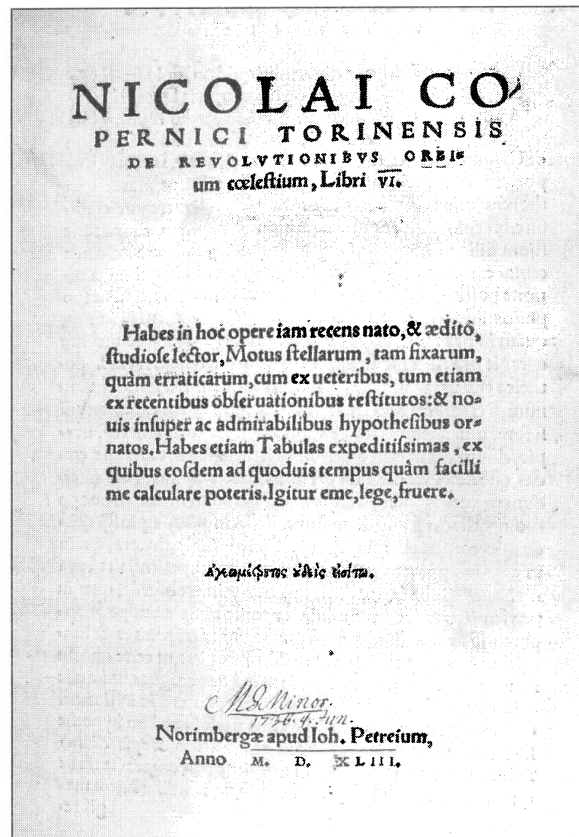 NICOLAI CO
PERNICI TORINENSIS
DE REVOLVTIONIBVS ORBI=
um cœlestium, Libri VI.
Habes in hoc opere iam recens nato, & ædito,
studiose lector, Motus stellarum, tam fixarum,
quàm erraticarum, cum ex ueteribus, tum etiam
ex recentibus obseruationibus restitutos: & no=
uis insuper ac admirabilibus hypothesibus or=
natos. Habes etiam Tabulas expeditissimas, ex
quibus eosdem ad quoduis tempus quàm facilli
me calculare poteris. Igitur eme, lege, fruere.
Ἀγεωμέτρητος οὐδεὶς εἰσίτω.
Minor.
Jun.
Norimbergæ apud Ioh. Petreium,
Anno M. D. XLIII.